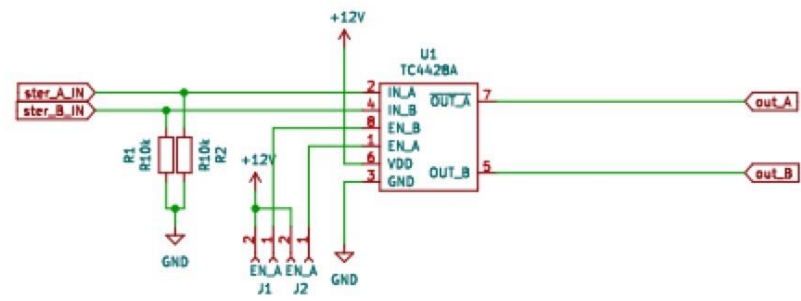 +12V
U1
TC4428A
ster_A_IN
ster_B_IN
2 IN_A
4 IN_B
8 EN_B
1 EN_A
6 VDD
3 GND
OUT_A 7
OUT_B 5
out_A
out_B
R1
R10k
R10k
R2
+12V
GND
2 1 2 1
EN_A EN_A
J1 J2
GND